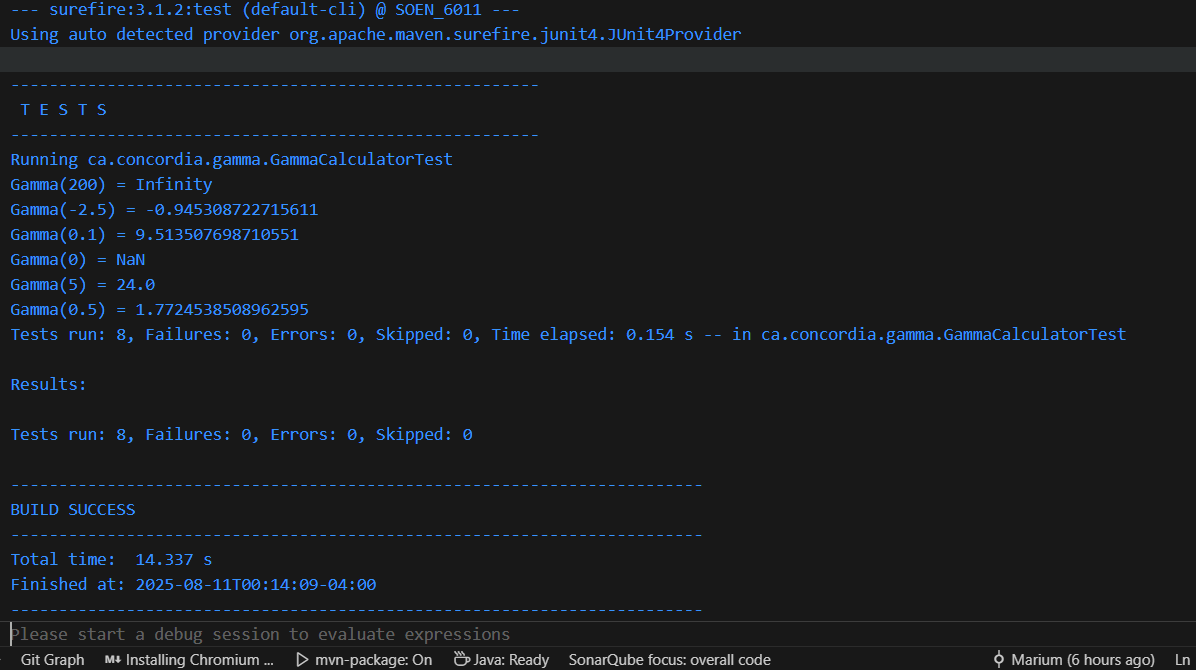 --- surefire:3.1.2:test (default-cli) @ SOEN_6011 ---
Using auto detected provider org.apache.maven.surefire.junit4.JUnit4Provider
-------------------------------------------------------
T E S T S
-------------------------------------------------------
Running ca.concordia.gamma.GammaCalculatorTest
Gamma(200) = Infinity
Gamma(-2.5) = -0.945308722715611
Gamma(0.1) = 9.513507698710551
Gamma(0) = NaN
Gamma(5) = 24.0
Gamma(0.5) = 1.7724538508962595
Tests run: 8, Failures: 0, Errors: 0, Skipped: 0, Time elapsed: 0.154 s -- in ca.concordia.gamma.GammaCalculatorTest
Results:
Tests run: 8, Failures: 0, Errors: 0, Skipped: 0
------------------------------------------------------------------------
BUILD SUCCESS
------------------------------------------------------------------------
Total time:  14.337 s
Finished at: 2025-08-11T00:14:09-04:00
------------------------------------------------------------------------
Please start a debug session to evaluate expressions
Git Graph M↓ Installing Chromium ... mvn-package: On Java: Ready SonarQube focus: overall code Marium (6 hours ago) Ln